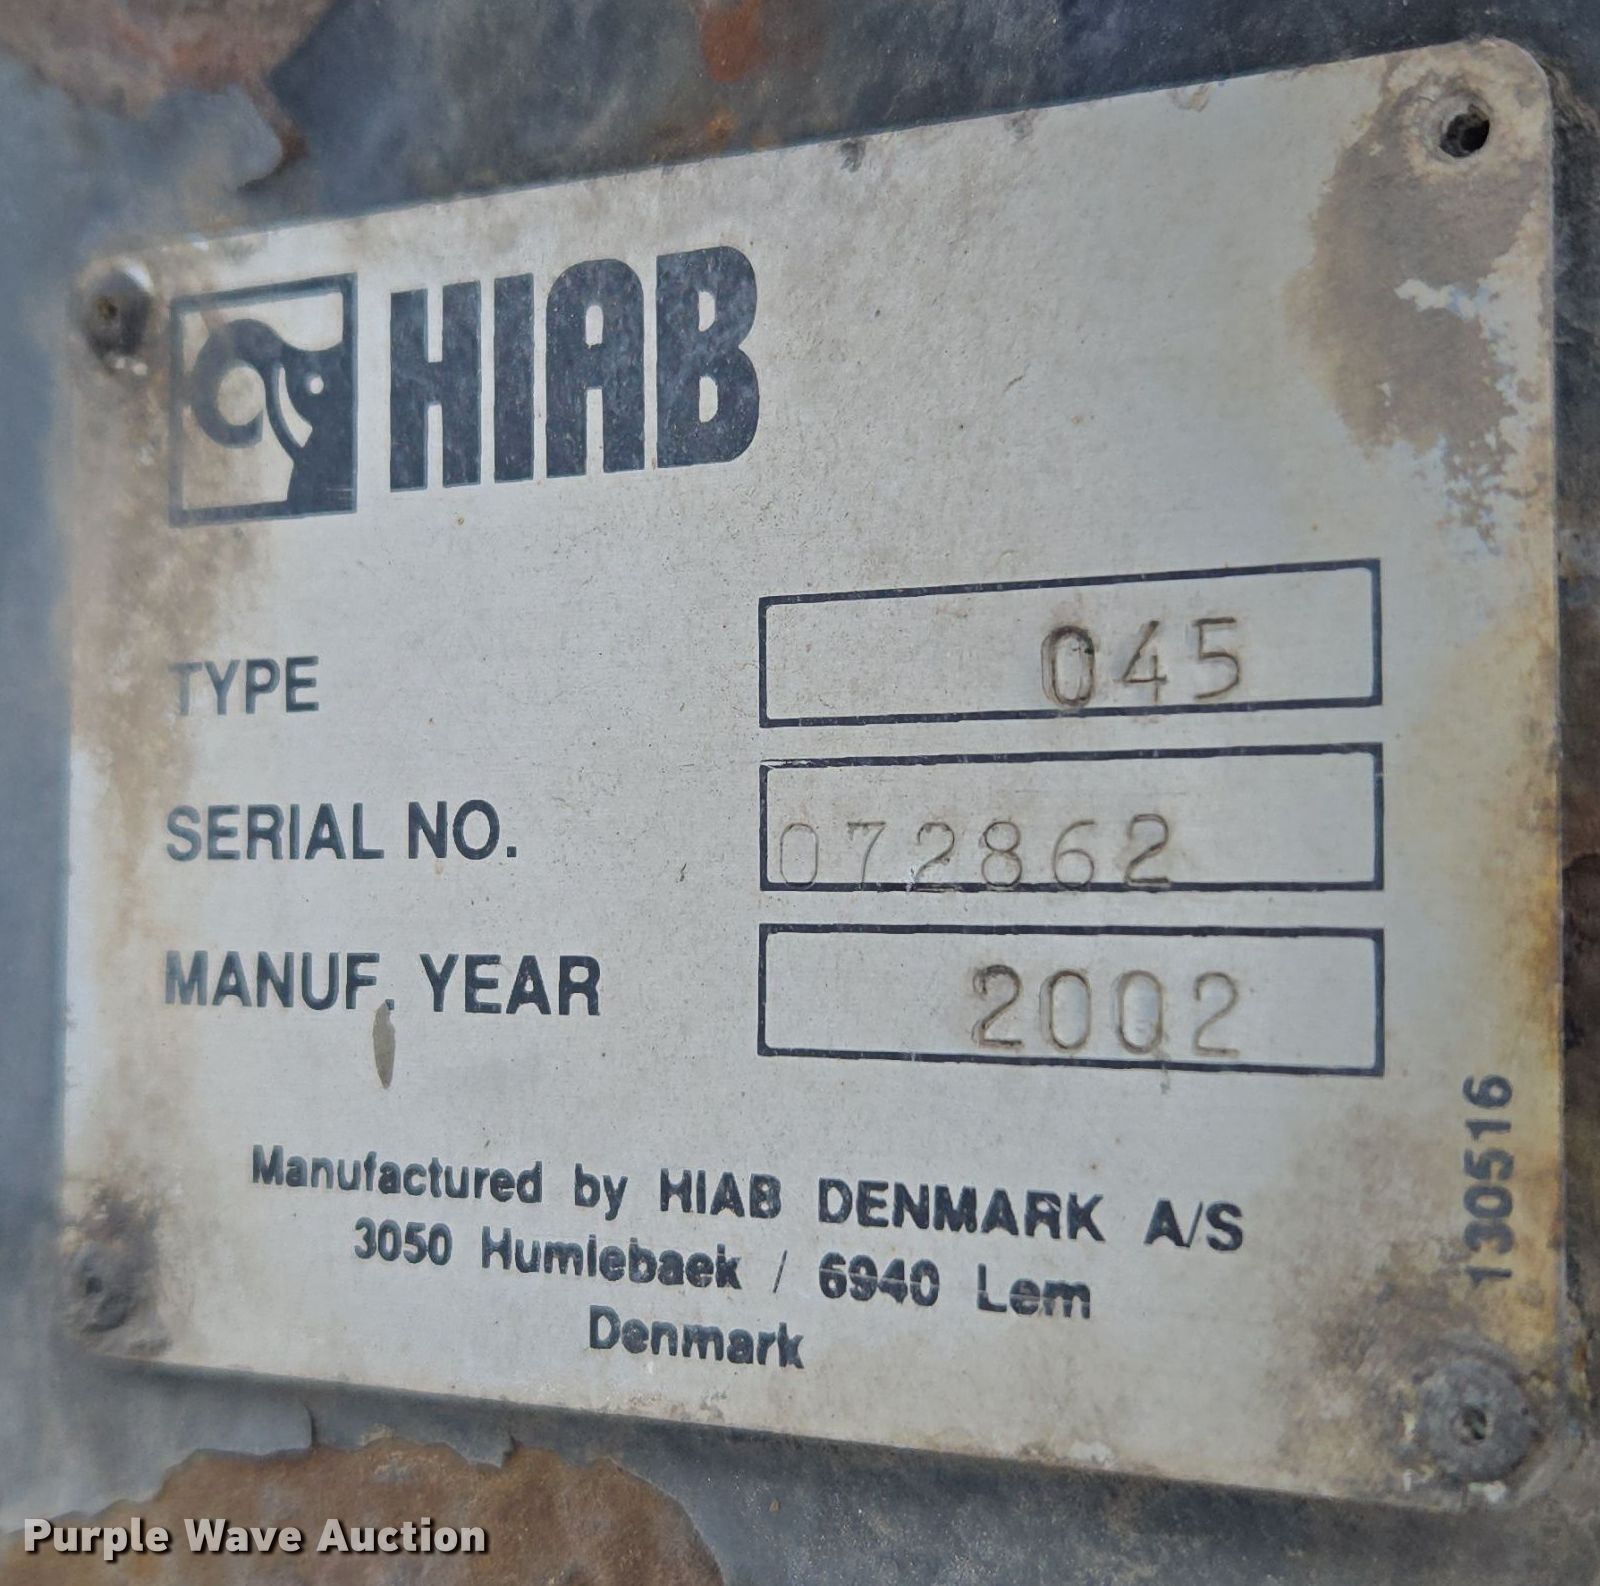 HIAB
TYPE 045
SERIAL NO. 072862
MANUF. YEAR 2002
130516
Manufactured by HIAB DENMARK A/S
3050 Humlebaek / 6940 Lem
Denmark
Purple Wave Auction